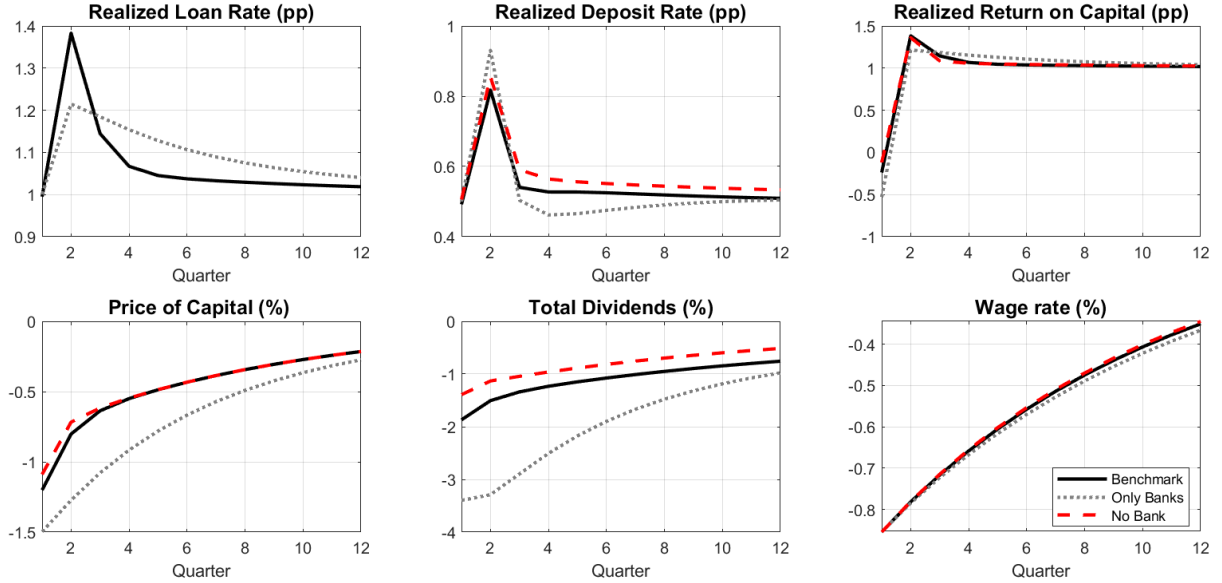 Realized Loan Rate (pp)
1.4
1.3
1.2
1.1
1
0.9
2 4 6 8 10 12
Quarter
Realized Deposit Rate (pp)
1
0.8
0.6
0.4
2 4 6 8 10 12
Quarter
Realized Return on Capital (pp)
1.5
1
0.5
0
-0.5
-1
2 4 6 8 10 12
Quarter
Price of Capital (%)
0
-0.5
-1
-1.5
2 4 6 8 10 12
Quarter
Total Dividends (%)
0
-1
-2
-3
-4
2 4 6 8 10 12
Quarter
Wage rate (%)
-0.4
-0.5
-0.6
-0.7
-0.8
2 4 6 8 10 12
Quarter
Benchmark
Only Banks
No Bank